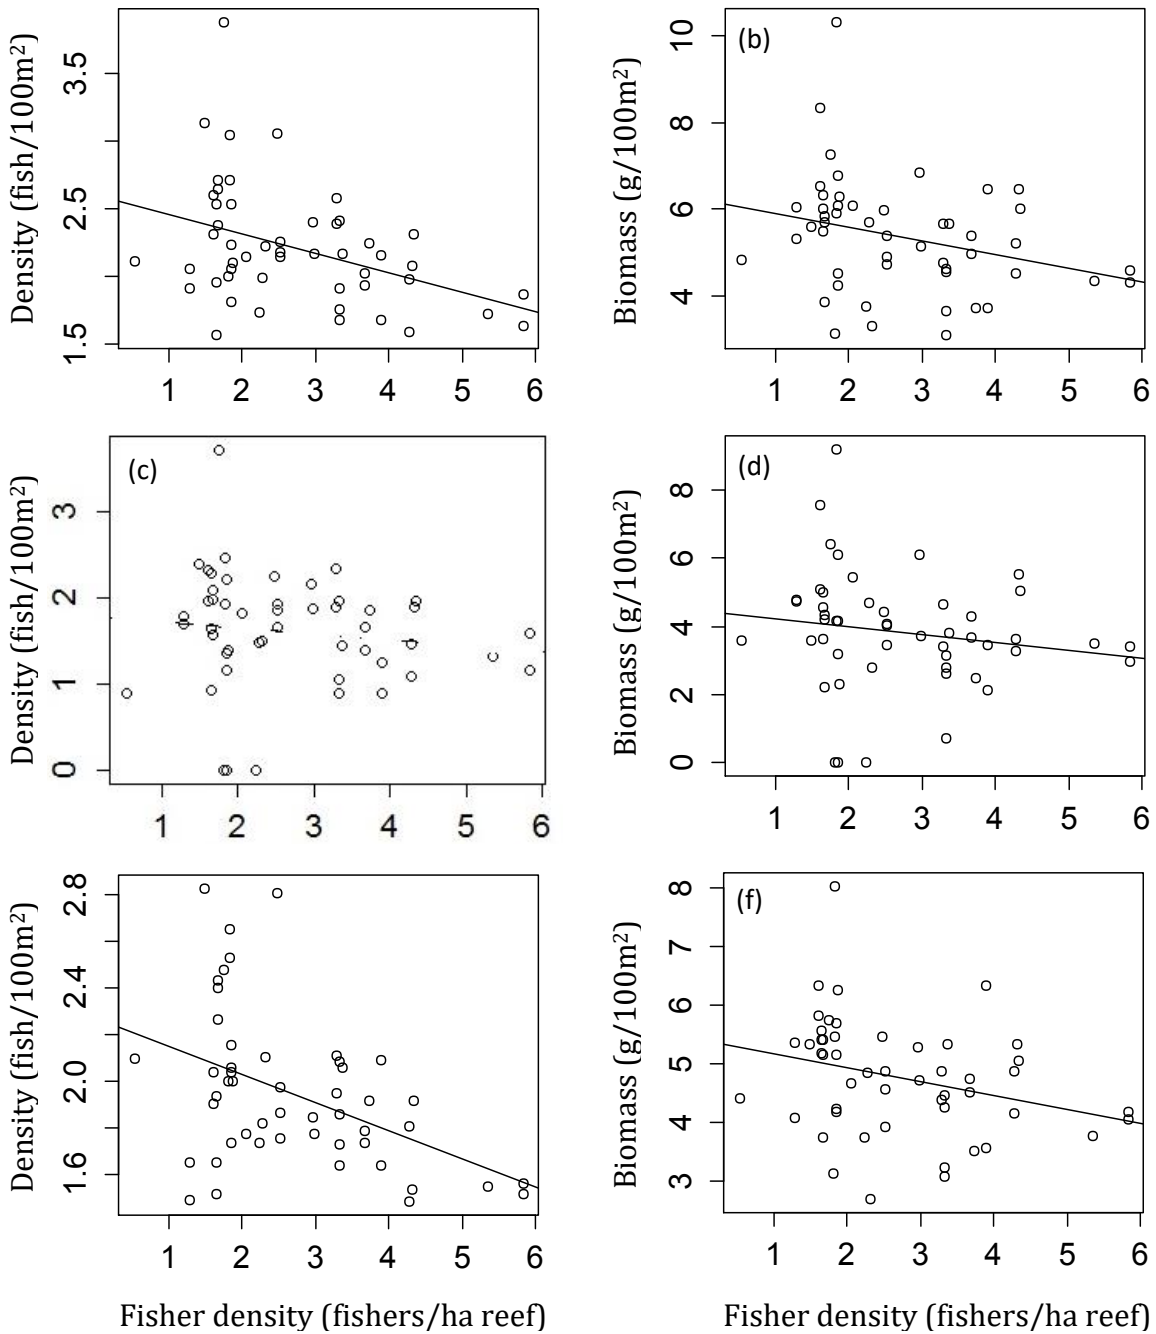 Density (fish/100m²)
3.5
2.5
1.5
1 2 3 4 5 6
(b)
Biomass (g/100m²)
10
8
6
4
1 2 3 4 5 6
(c)
Density (fish/100m²)
3
2
1
0
1 2 3 4 5 6
(d)
Biomass (g/100m²)
8
6
4
2
0
1 2 3 4 5 6
Density (fish/100m²)
2.8
2.4
2.0
1.6
1 2 3 4 5 6
Fisher density (fishers/ha reef)
(f)
Biomass (g/100m²)
8
7
6
5
4
3
1 2 3 4 5 6
Fisher density (fishers/ha reef)